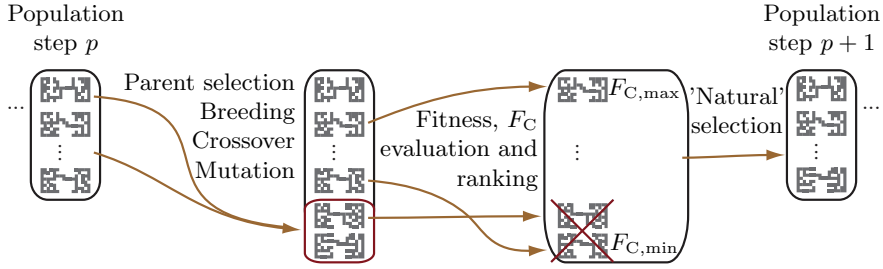 Population
step p
...
⋮
Parent selection
Breeding
Crossover
Mutation
⋮
Fitness, F_C
evaluation and
ranking
F_C,max
⋮
F_C,min
'Natural'
selection
Population
step p + 1
⋮
...